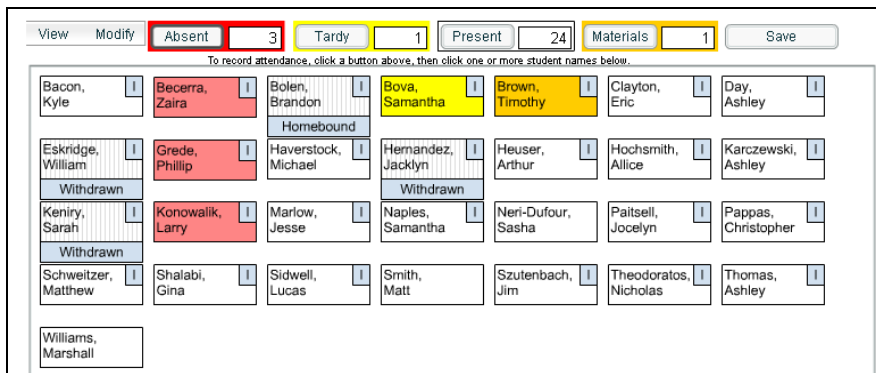 View Modify Absent 3 Tardy 1 Present 24 Materials 1 Save
To record attendance, click a button above, then click one or more student names below.
Bacon, I Becerra, I Bolen, I Bova, I Brown, I Clayton, I Day, I
Kyle Zaira Brandon Samantha Timothy Eric Ashley
Homebound
Eskridge, I Grede, I Haverstock, I Hernandez, I Heuser, I Hochsmith, I Karczewski, I
William Phillip Michael Jacklyn Arthur Allice Ashley
Withdrawn Withdrawn
Keniry, I Konowalik, I Marlow, I Naples, I Neri-Dufour, Paitsell, I Pappas, I
Sarah Larry Jesse Samantha Sasha Jocelyn Christopher
Withdrawn
Schweitzer, I Shalabi, I Sidwell, I Smith, Szutenbach, I Theodoratos, I Thomas, I
Matthew Gina Lucas Matt Jim Nicholas Ashley
Williams,
Marshall